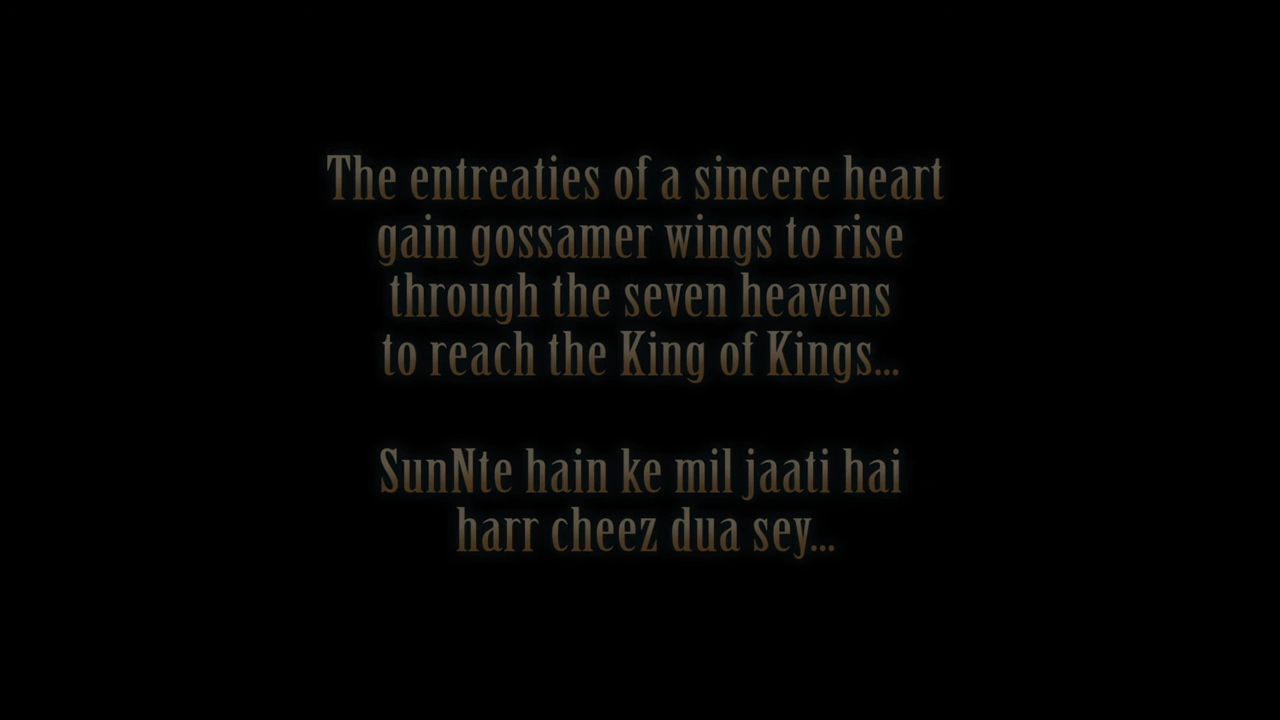 The entreaties of a sincere heart
gain gossamer wings to rise
through the seven heavens
to reach the King of Kings...
SunNte hain ke mil jaati hai
harr cheez dua sey...